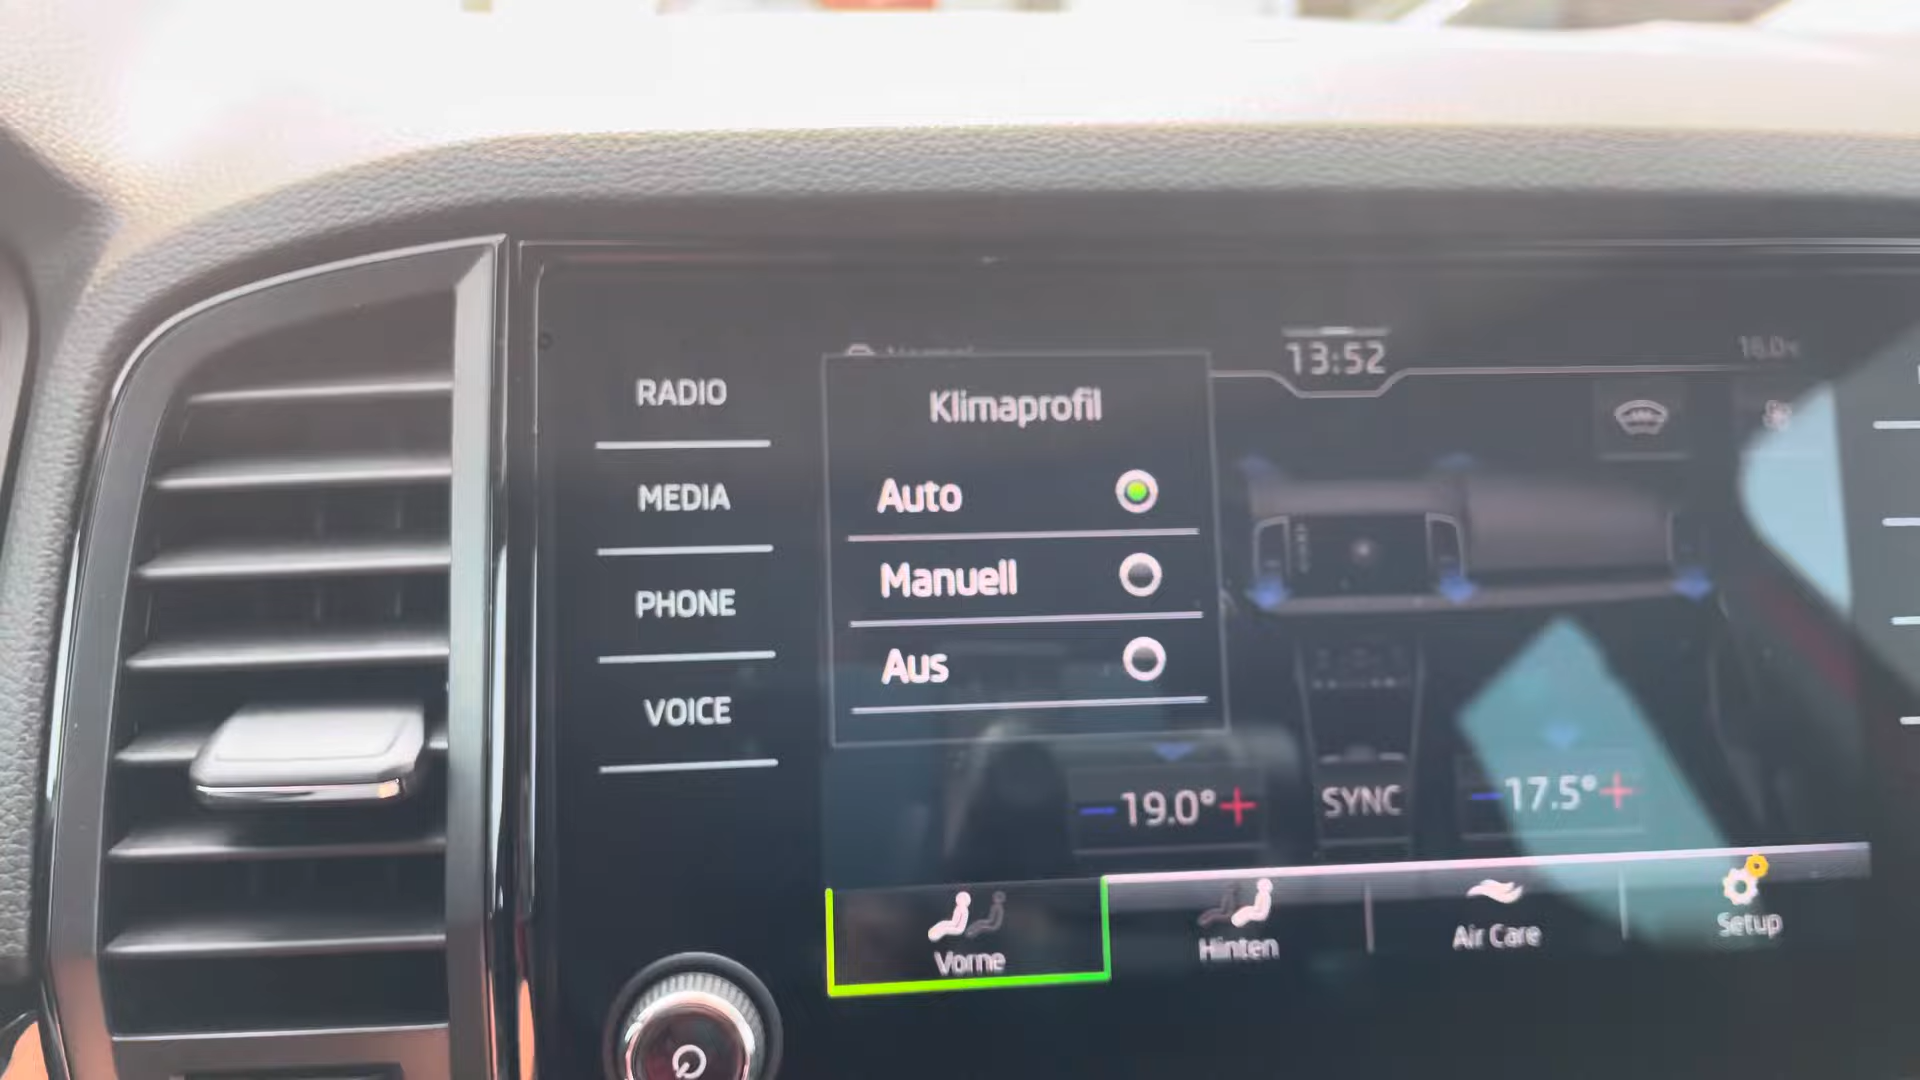 13:52
RADIO
MEDIA
PHONE
VOICE
Klimaprofil
Auto
Manuell
Aus
19.0°
SYNC
17.5°
Vorne
Hinten
Air Care
Setup